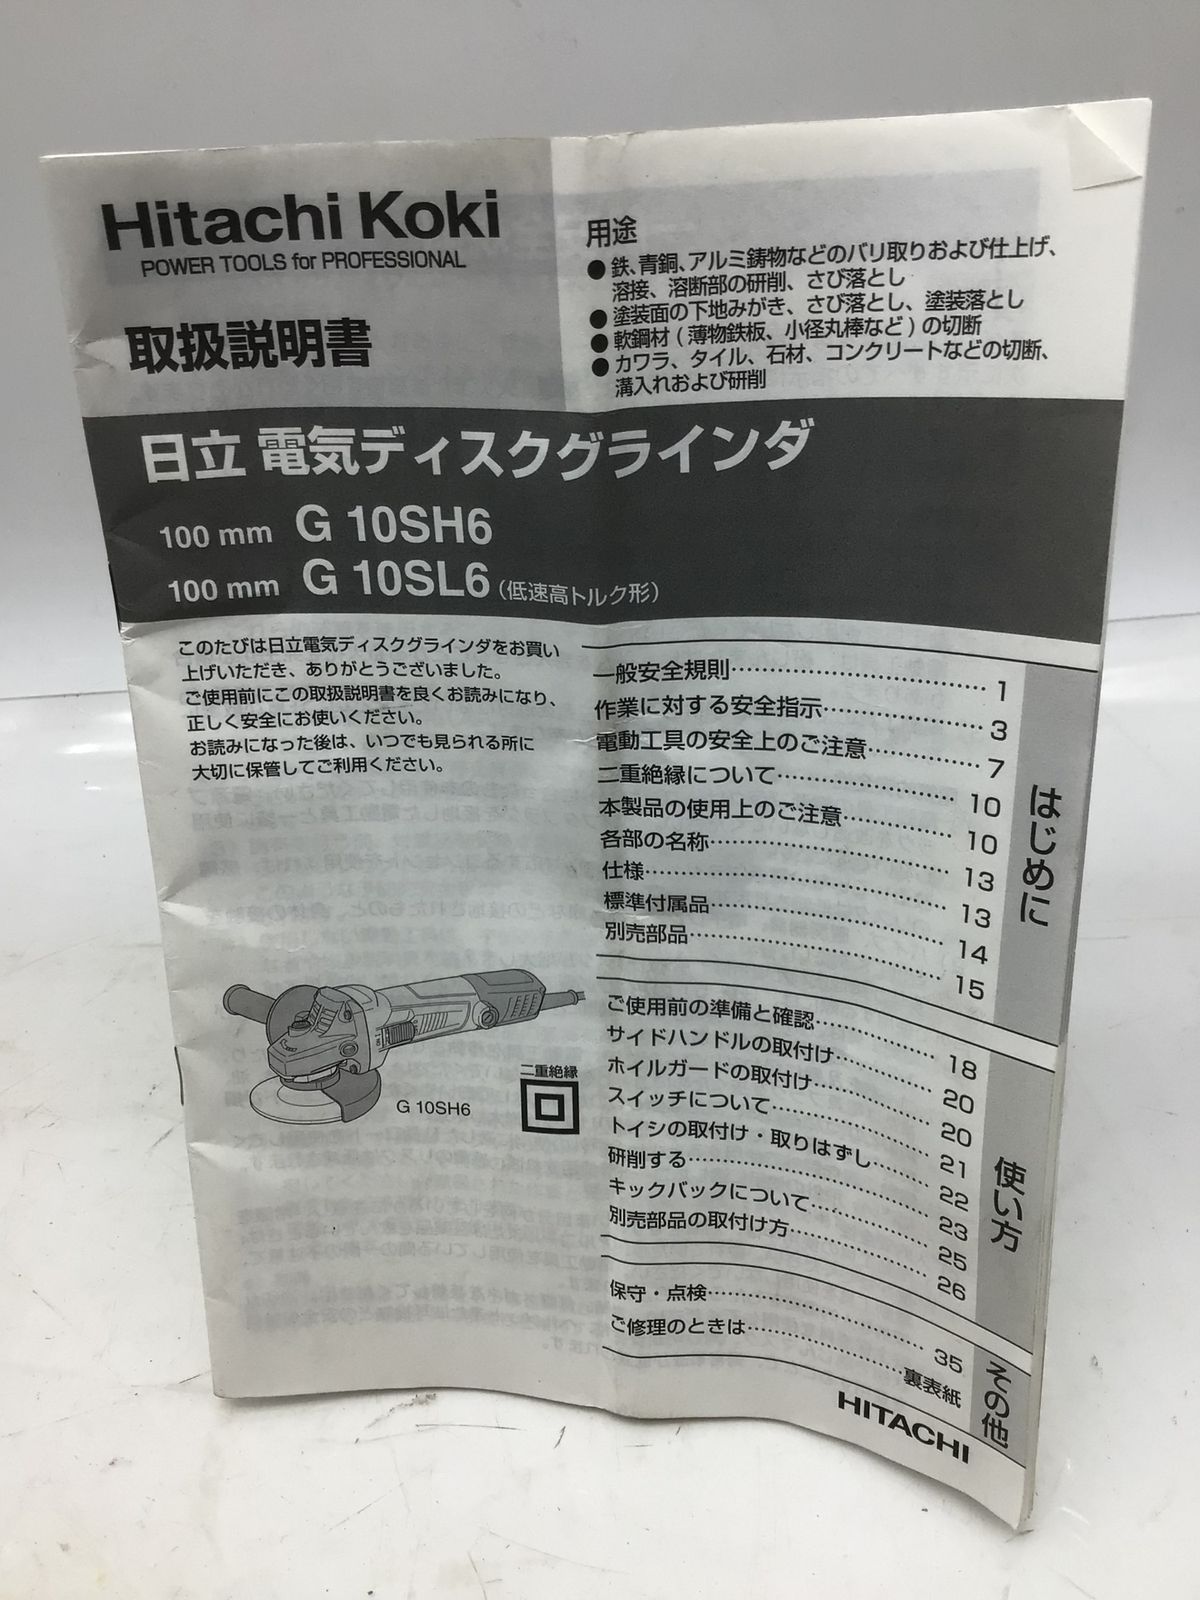 Hitachi Koki
POWER TOOLS for PROFESSIONAL
取扱説明書
用途
● 鉄、青銅、アルミ鋳物などのバリ取りおよび仕上げ、
溶接、溶断部の研削、さび落とし
● 塗装面の下地みがき、さび落とし、塗装落とし
● 軟鋼材(薄物鉄板、小径丸棒など)の切断
● カワラ、タイル、石材、コンクリートなどの切断、
溝入れおよび研削
日立 電気ディスクグラインダ
100 mm G 10SH6
100 mm G 10SL6(低速高トルク形)
このたびは日立電気ディスクグラインダをお買い
上げいただき、ありがとうございました。
ご使用前にこの取扱説明書を良くお読みになり、
正しく安全にお使いください。
お読みになった後は、いつでも見られる所に
大切に保管してご利用ください。
G 10SH6
二重絶縁
はじめに
一般安全規則……………………… 1
作業に対する安全指示……………… 3
電動工具の安全上のご注意………… 7
二重絶縁について………………… 10
本製品の使用上のご注意………… 10
各部の名称………………………… 13
仕様………………………………… 13
標準付属品………………………… 14
別売部品…………………………… 15
使い方
ご使用前の準備と確認…………… 18
サイドハンドルの取付け………… 20
ホイルガードの取付け…………… 20
スイッチについて………………… 21
トイシの取付け・取りはずし…… 22
研削する…………………………… 23
キックバックについて…………… 25
別売部品の取付け方……………… 26
その他
保守・点検………………………… 35
ご修理のときは………………… 裏表紙
HITACHI